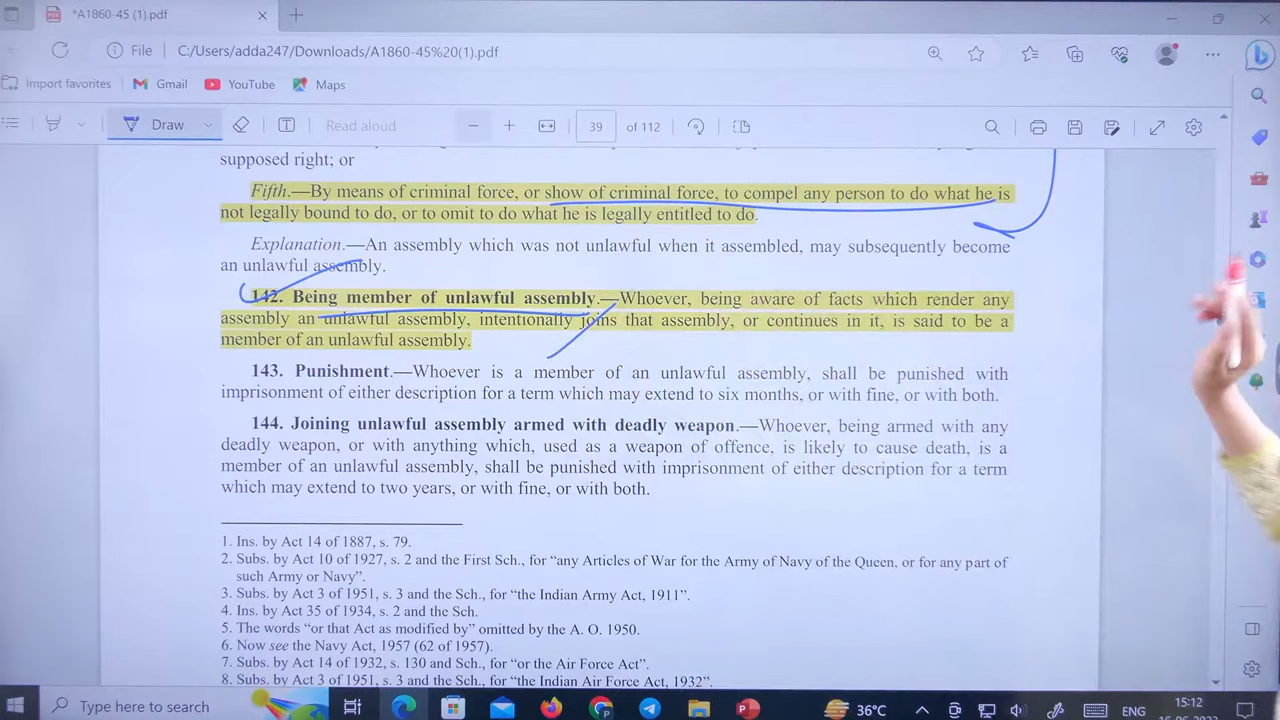 *A1860-45 (1).pdf
File C:/Users/adda247/Downloads/A1860-45%20(1).pdf
Import favorites Gmail YouTube Maps
Draw Read aloud 39 of 112
supposed right; or
Fifth.—By means of criminal force, or show of criminal force, to compel any person to do what he is
not legally bound to do, or to omit to do what he is legally entitled to do.
Explanation.—An assembly which was not unlawful when it assembled, may subsequently become
an unlawful assembly.
142. Being member of unlawful assembly.—Whoever, being aware of facts which render any
assembly an unlawful assembly, intentionally joins that assembly, or continues in it, is said to be a
member of an unlawful assembly.
143. Punishment.—Whoever is a member of an unlawful assembly, shall be punished with
imprisonment of either description for a term which may extend to six months, or with fine, or with both.
144. Joining unlawful assembly armed with deadly weapon.—Whoever, being armed with any
deadly weapon, or with anything which, used as a weapon of offence, is likely to cause death, is a
member of an unlawful assembly, shall be punished with imprisonment of either description for a term
which may extend to two years, or with fine, or with both.
1. Ins. by Act 14 of 1887, s. 79.
2. Subs. by Act 10 of 1927, s. 2 and the First Sch., for “any Articles of War for the Army of Navy of the Queen, or for any part of
such Army or Navy”.
3. Subs. by Act 3 of 1951, s. 3 and the Sch., for “the Indian Army Act, 1911”.
4. Ins. by Act 35 of 1934, s. 2 and the Sch.
5. The words “or that Act as modified by” omitted by the A. O. 1950.
6. Now see the Navy Act, 1957 (62 of 1957).
7. Subs. by Act 14 of 1932, s. 130 and Sch., for “or the Air Force Act”.
8. Subs. by Act 3 of 1951, s. 3 and the Sch., for “the Indian Air Force Act, 1932”.
Type here to search 36°C ENG 15:12